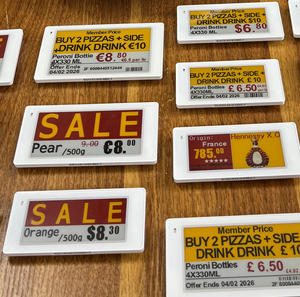 Member Price
BUY 2 PIZZAS + SIDE
+DRINK DRINK €10
Peroni Bottle
4X330 ML
€8.80
Offer Ends
04/02 2026
Member Price
BUY 2 PIZZAS + SIDE
DRINK DRINK $10
Peroni Bottle
4X330 ML
$6.80
Member Price
BUY 2 PIZZAS + SIDE
+DRINK DRINK £10
Peroni Bottles
4X330ML
£ 6.50
Offer Ends 04/02 2026
SALE
Pear/500g
9.00
€8.00
Origin:
France
785.00
★★★★★
Hennessy X.O
SALE
Orange/500g
$8.30
Member Price
BUY 2 PIZZAS + SIDE
DRINK DRINK £10
Peroni Bottles
4X330ML
£ 6.50
Offer Ends 04/02 2026